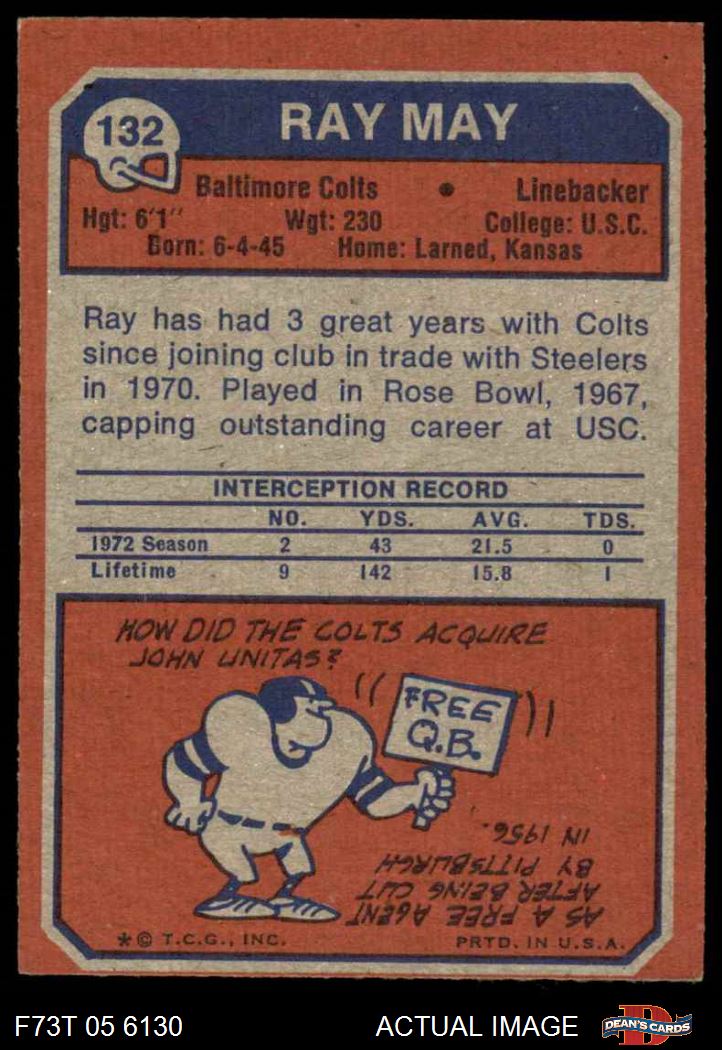 132
RAY MAY
Baltimore Colts • Linebacker
Hgt: 6'1" Wgt: 230 College: U.S.C.
Born: 6-4-45 Home: Larned, Kansas
Ray has had 3 great years with Colts
since joining club in trade with Steelers
in 1970. Played in Rose Bowl, 1967,
capping outstanding career at USC.
INTERCEPTION RECORD
NO. YDS. AVG. TDS.
1972 Season 2 43 21.5 0
Lifetime 9 142 15.8 1
HOW DID THE COLTS ACQUIRE
JOHN UNITAS?
FREE
Q.B.
AS A FREE AGENT
AFTER BEING CUT
BY PITTSBURGH
IN 1956.
*© T.C.G., INC. PRTD. IN U.S.A.
F73T 05 6130 ACTUAL IMAGE
D
DEAN'S CARDS